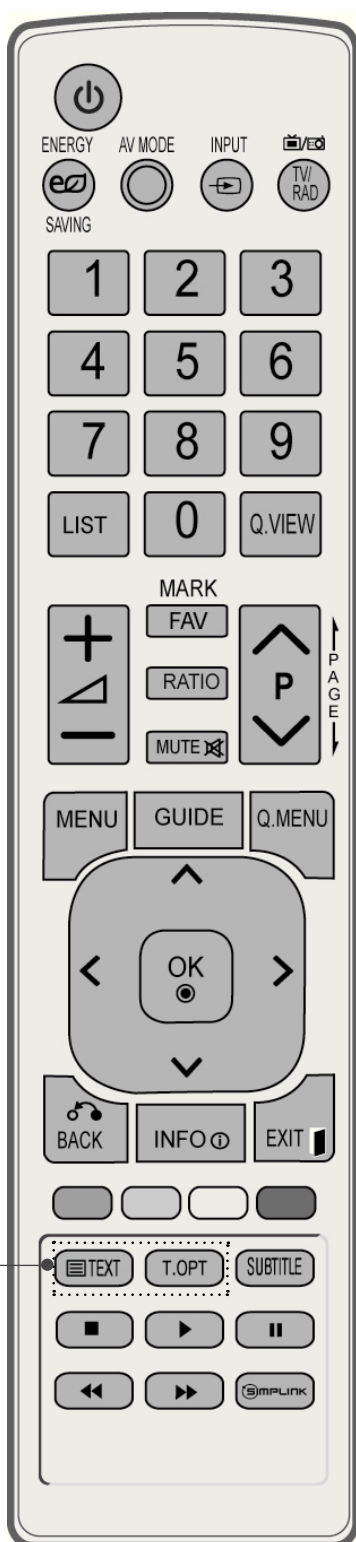 ENERGY AV MODE INPUT
TV/
RAD
SAVING
1 2 3
4 5 6
7 8 9
LIST 0 Q.VIEW
MARK
FAV
RATIO
P
MUTE
PAGE
MENU GUIDE Q.MENU
OK
BACK INFO i EXIT
TEXT T.OPT SUBTITLE
SIMPLINK